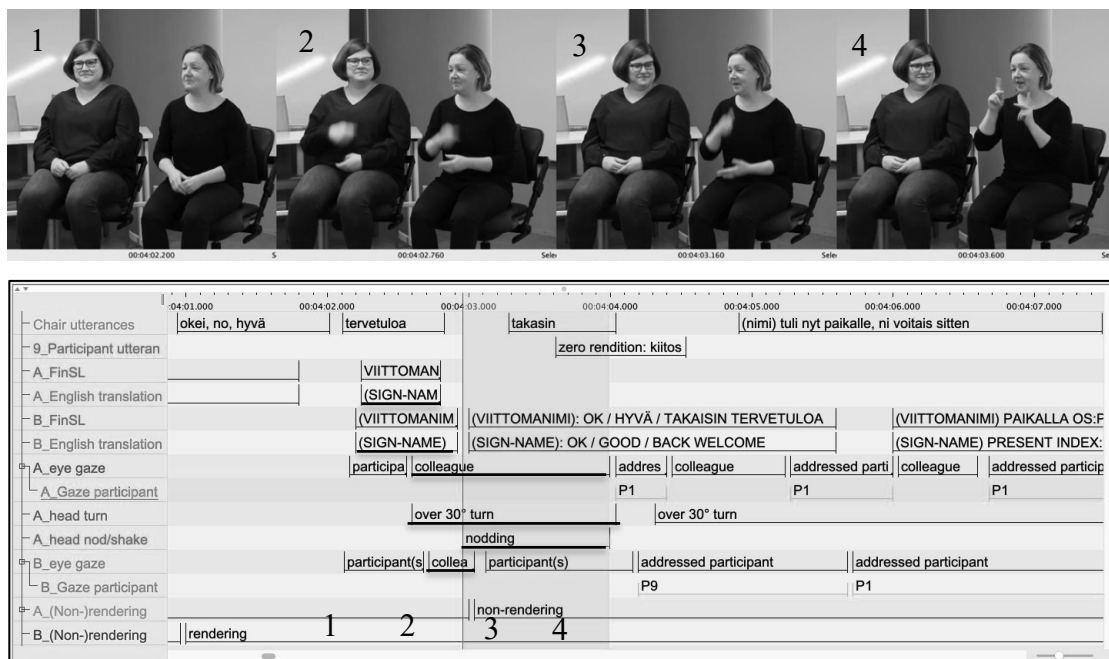 1 2 3 4
00:04:02.200 S 00:04:02.760 Sele 00:04:03.160 Sele 00:04:03.600 Se
:04:01.000 00:04:02.000 00:04:03.000 00:04:04.000 00:04:05.000 00:04:06.000 00:04:07.000
Chair utterances okei, no, hyvä tervetuloa takasin (nimi) tuli nyt paikalle, ni voitais sitten
9_Participant utteran zero rendition: kiitos
A_FinSL VIITTOMAN
A_English translation (SIGN-NAM
B_FinSL (VIITTOMANIM (VIITTOMANIMI): OK / HYVÄ / TAKAISIN TERVETULOA (VIITTOMANIMI) PAIKALLA OS:P
B_English translation (SIGN-NAME) (SIGN-NAME): OK / GOOD / BACK WELCOME (SIGN-NAME) PRESENT INDEX:
A_eye gaze participa colleague addres colleague addressed parti. colleague addressed particip
A_Gaze participant P1 P1 P1
A_head turn over 30° turn over 30° turn
A_head nod/shake nodding
B_eye gaze participant(s collea participant(s) addressed participant addressed participant
B_Gaze participant P9 P1
A_(Non-)rendering non-rendering
B_(Non-)rendering rendering 1 2 3 4